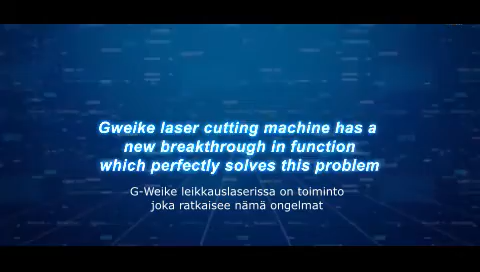 Gweike laser cutting machine has a
new breakthrough in function
which perfectly solves this problem
G-Weike leikkauslaserissa on toiminto
joka ratkaisee nämä ongelmat